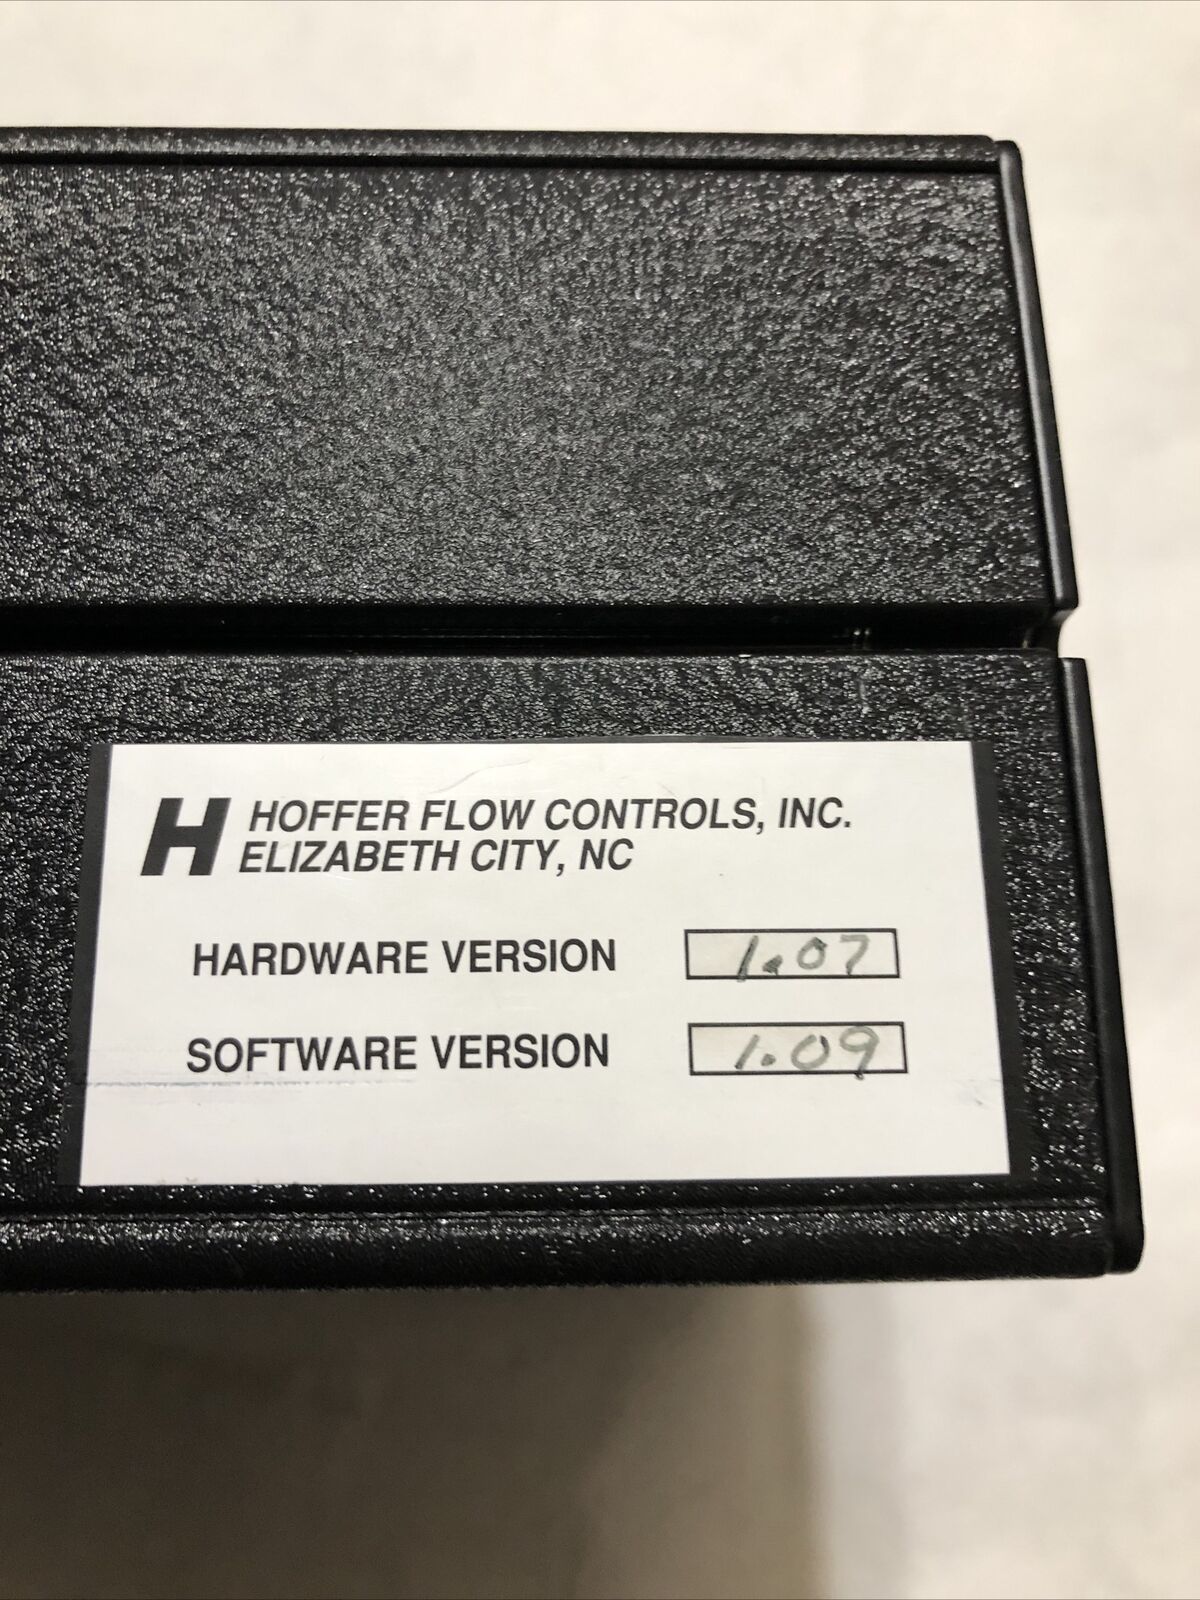 H HOFFER FLOW CONTROLS, INC.
ELIZABETH CITY, NC
HARDWARE VERSION 1.07
SOFTWARE VERSION 1.09